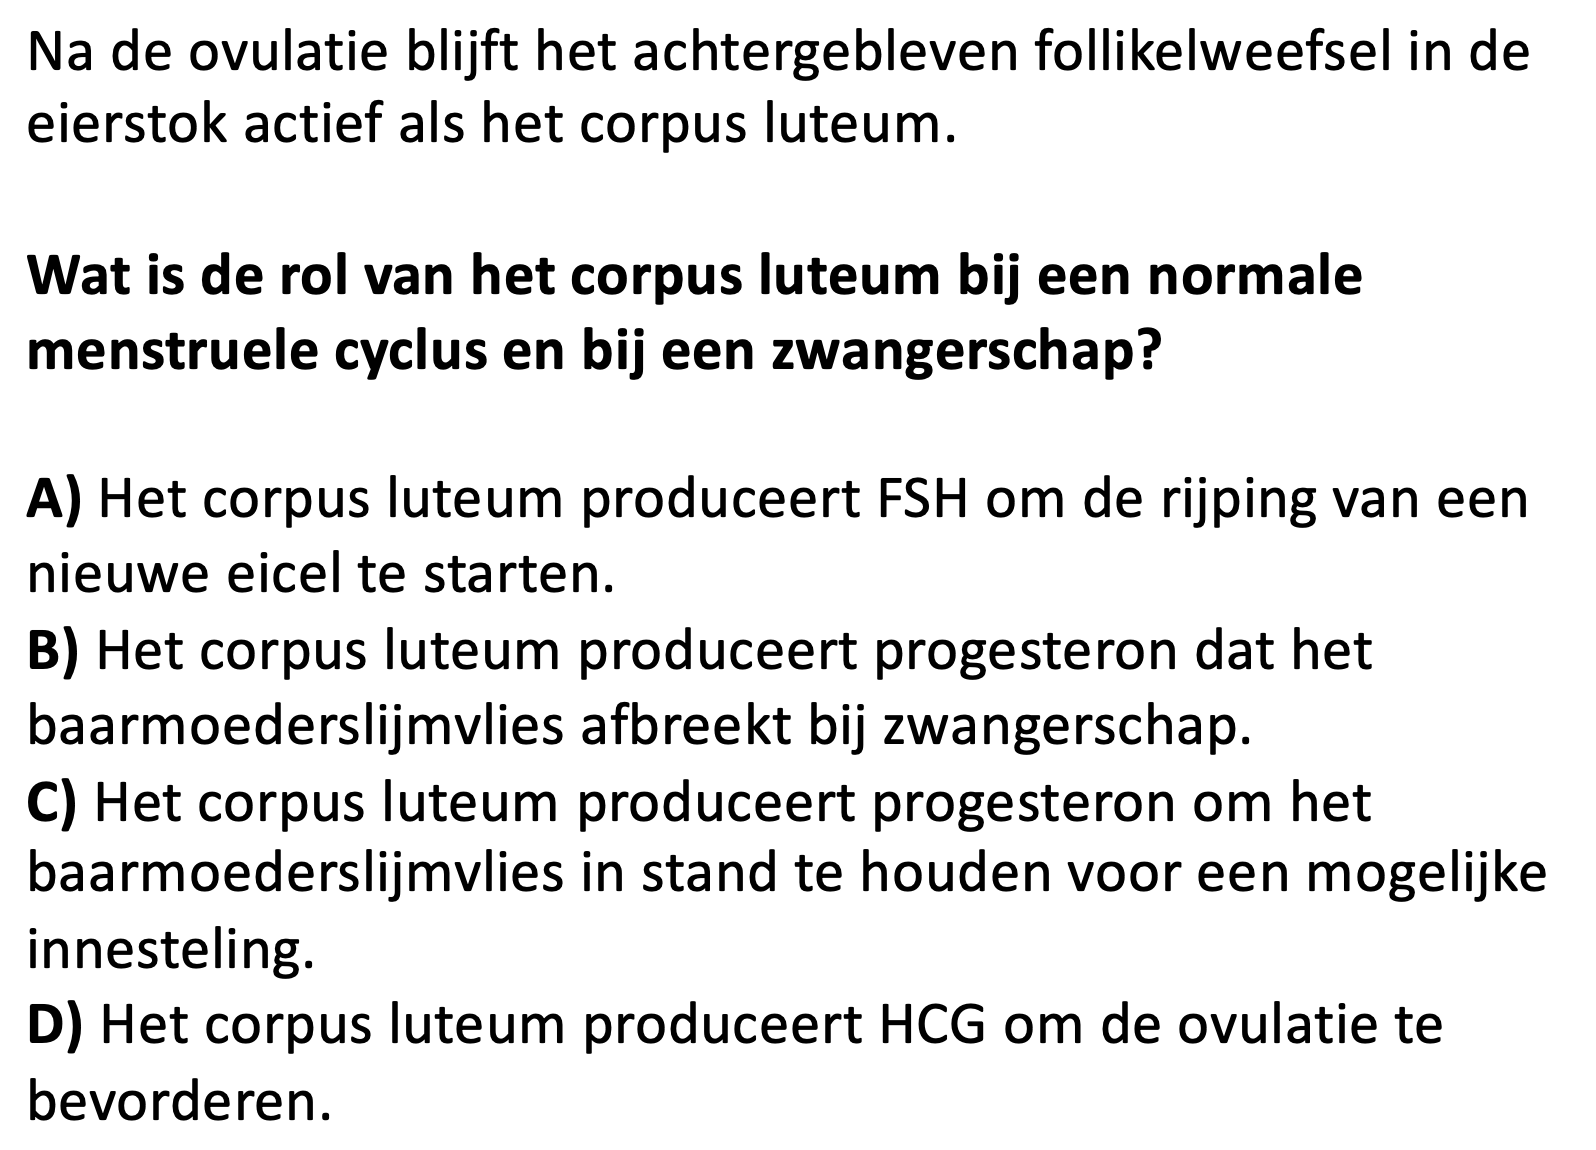 Na de ovulatie blijft het achtergebleven follikelweefsel in de
eierstok actief als het corpus luteum.
Wat is de rol van het corpus luteum bij een normale
menstruele cyclus en bij een zwangerschap?
A) Het corpus luteum produceert FSH om de rijping van een
nieuwe eicel te starten.
B) Het corpus luteum produceert progesteron dat het
baarmoederslijmvlies afbreekt bij zwangerschap.
C) Het corpus luteum produceert progesteron om het
baarmoederslijmvlies in stand te houden voor een mogelijke
innesteling.
D) Het corpus luteum produceert HCG om de ovulatie te
bevorderen.